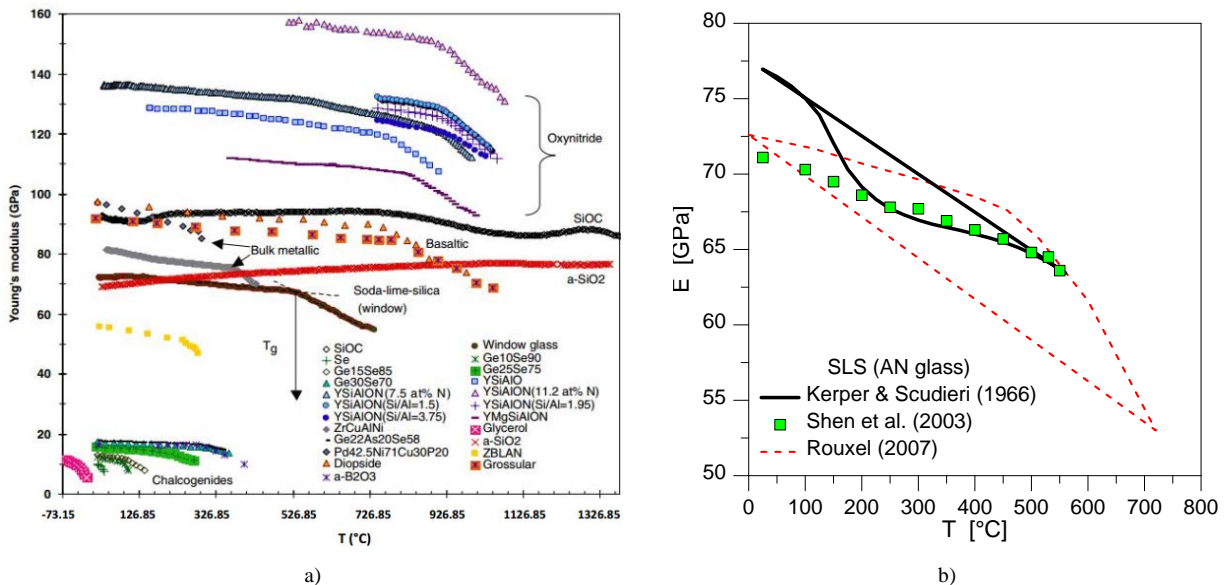 160
140
120
100
80
60
40
20
0
Young's modulus (GPa)
-73.15 126.85 326.85 526.85 726.85 926.85 1126.85 1326.85
T (°C)
Oxynitride
SiOC
Basaltic
Bulk metallic
a-SiO2
Soda-lime-silica
(window)
Tg
Chalcogenides
SiOC
Se
Ge15Se85
Ge30Se70
YSiAlON(7.5 at% N)
YSiAlON(Si/Al=1.5)
YSiAlON(Si/Al=3.75)
ZrCuAlNi
Ge22As20Se58
Pd42.5Ni71Cu30P20
Diopside
a-B2O3
Window glass
Ge10Se90
Ge25Se75
YSiAlO
YSiAlON(11.2 at% N)
YSiAlON(Si/Al=1.95)
YMgSiAlON
Glycerol
a-SiO2
ZBLAN
Grossular
a)
80
75
70
65
60
55
50
E [GPa]
0 100 200 300 400 500 600 700 800
T [°C]
SLS (AN glass)
Kerper & Scudieri (1966)
Shen et al. (2003)
Rouxel (2007)
b)